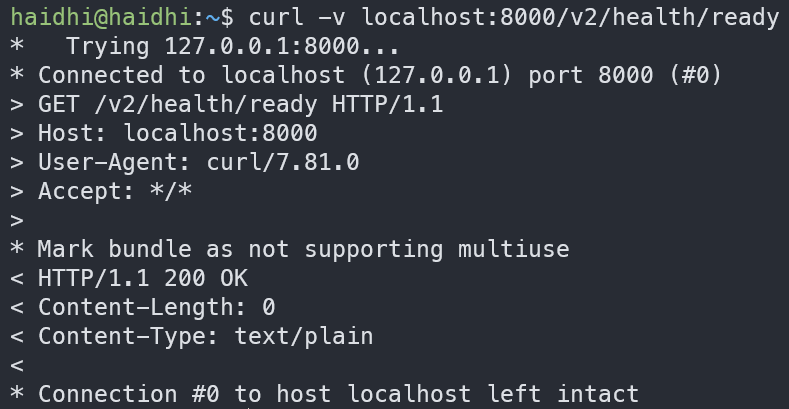 haidhi@haidhi:~$ curl -v localhost:8000/v2/health/ready
*   Trying 127.0.0.1:8000...
* Connected to localhost (127.0.0.1) port 8000 (#0)
> GET /v2/health/ready HTTP/1.1
> Host: localhost:8000
> User-Agent: curl/7.81.0
> Accept: */*
>
* Mark bundle as not supporting multiuse
< HTTP/1.1 200 OK
< Content-Length: 0
< Content-Type: text/plain
<
* Connection #0 to host localhost left intact